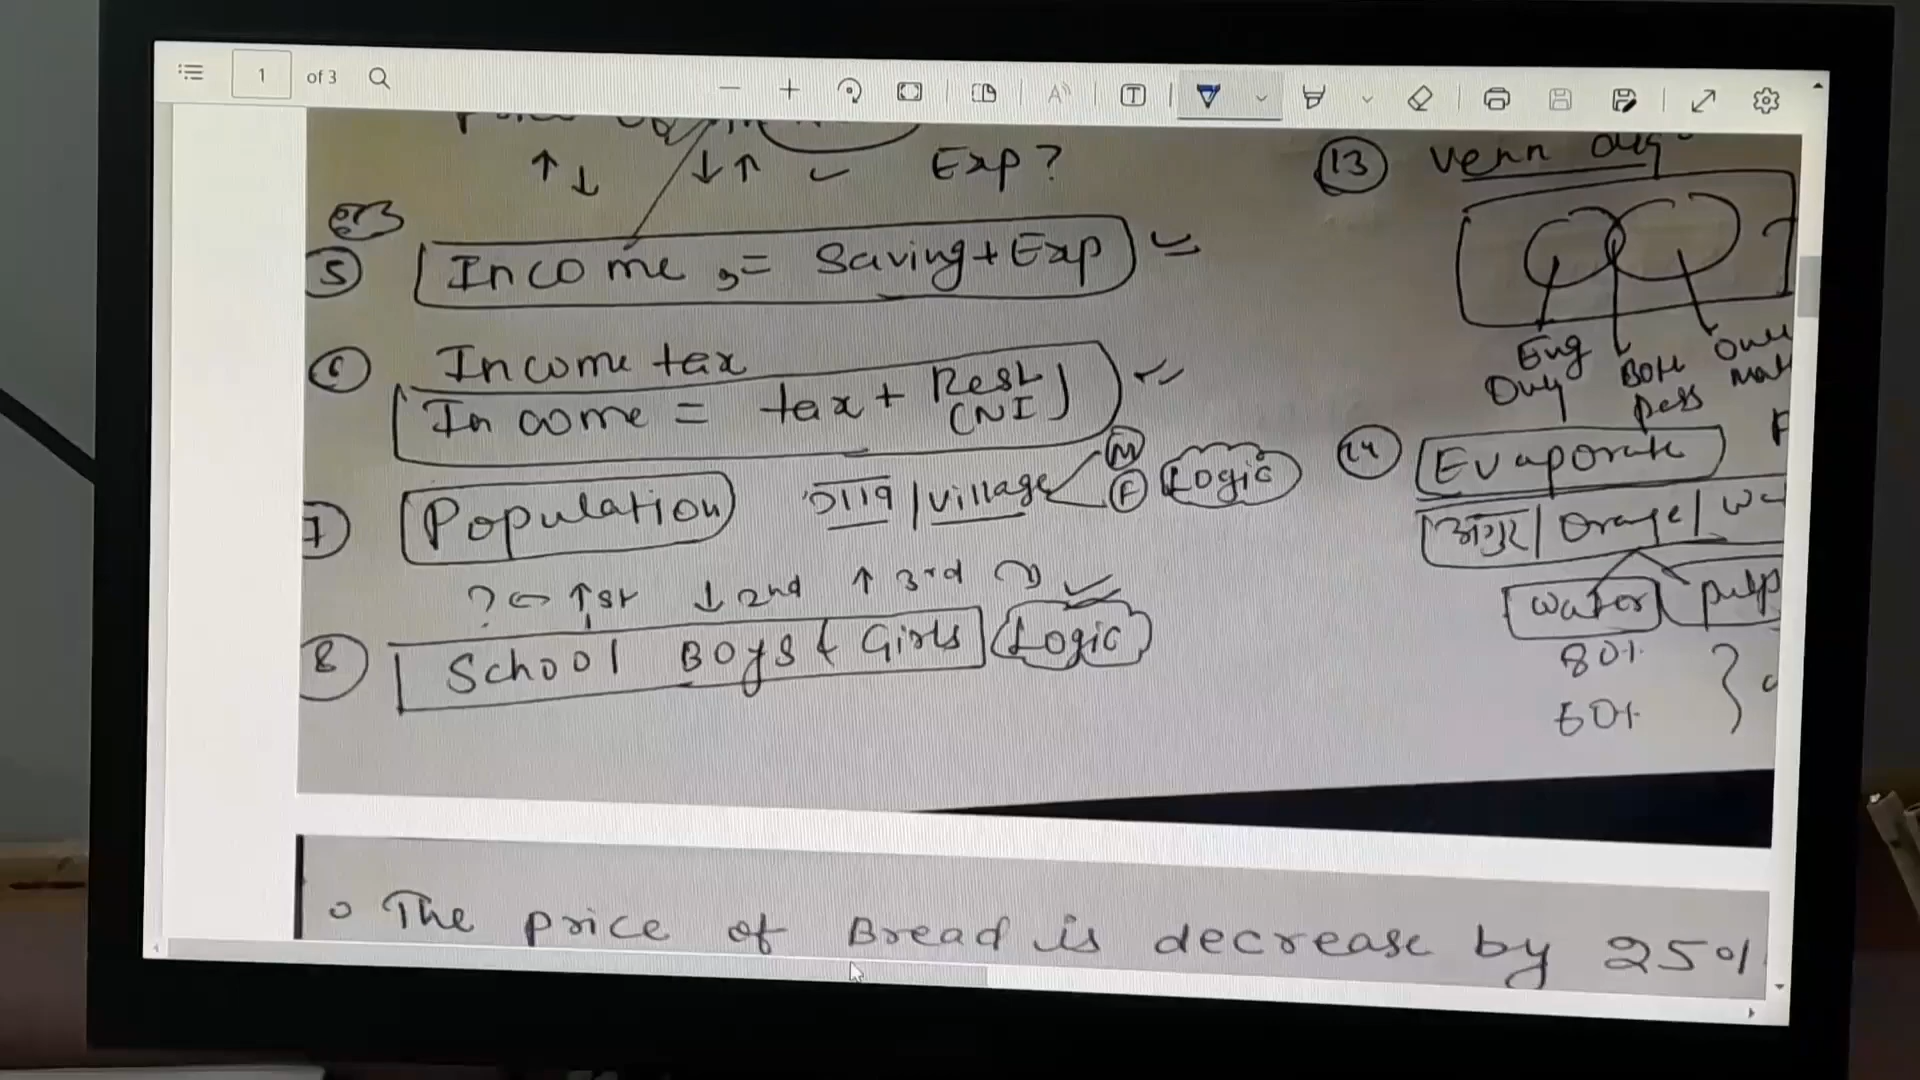 1 of 3
Exp?
5 Income = Saving + Exp
6 Income tax
Income = tax + Rest (NI)
7 Population गाव / village M F Logic
? 1st 2nd 3rd
8 School Boys & Girls Logic
13 Venn
Eng Only Both pass
14 Evaporate
अंगूर / Orange /
Water pulp
80%
60%
The price of Bread is decrease by 25%